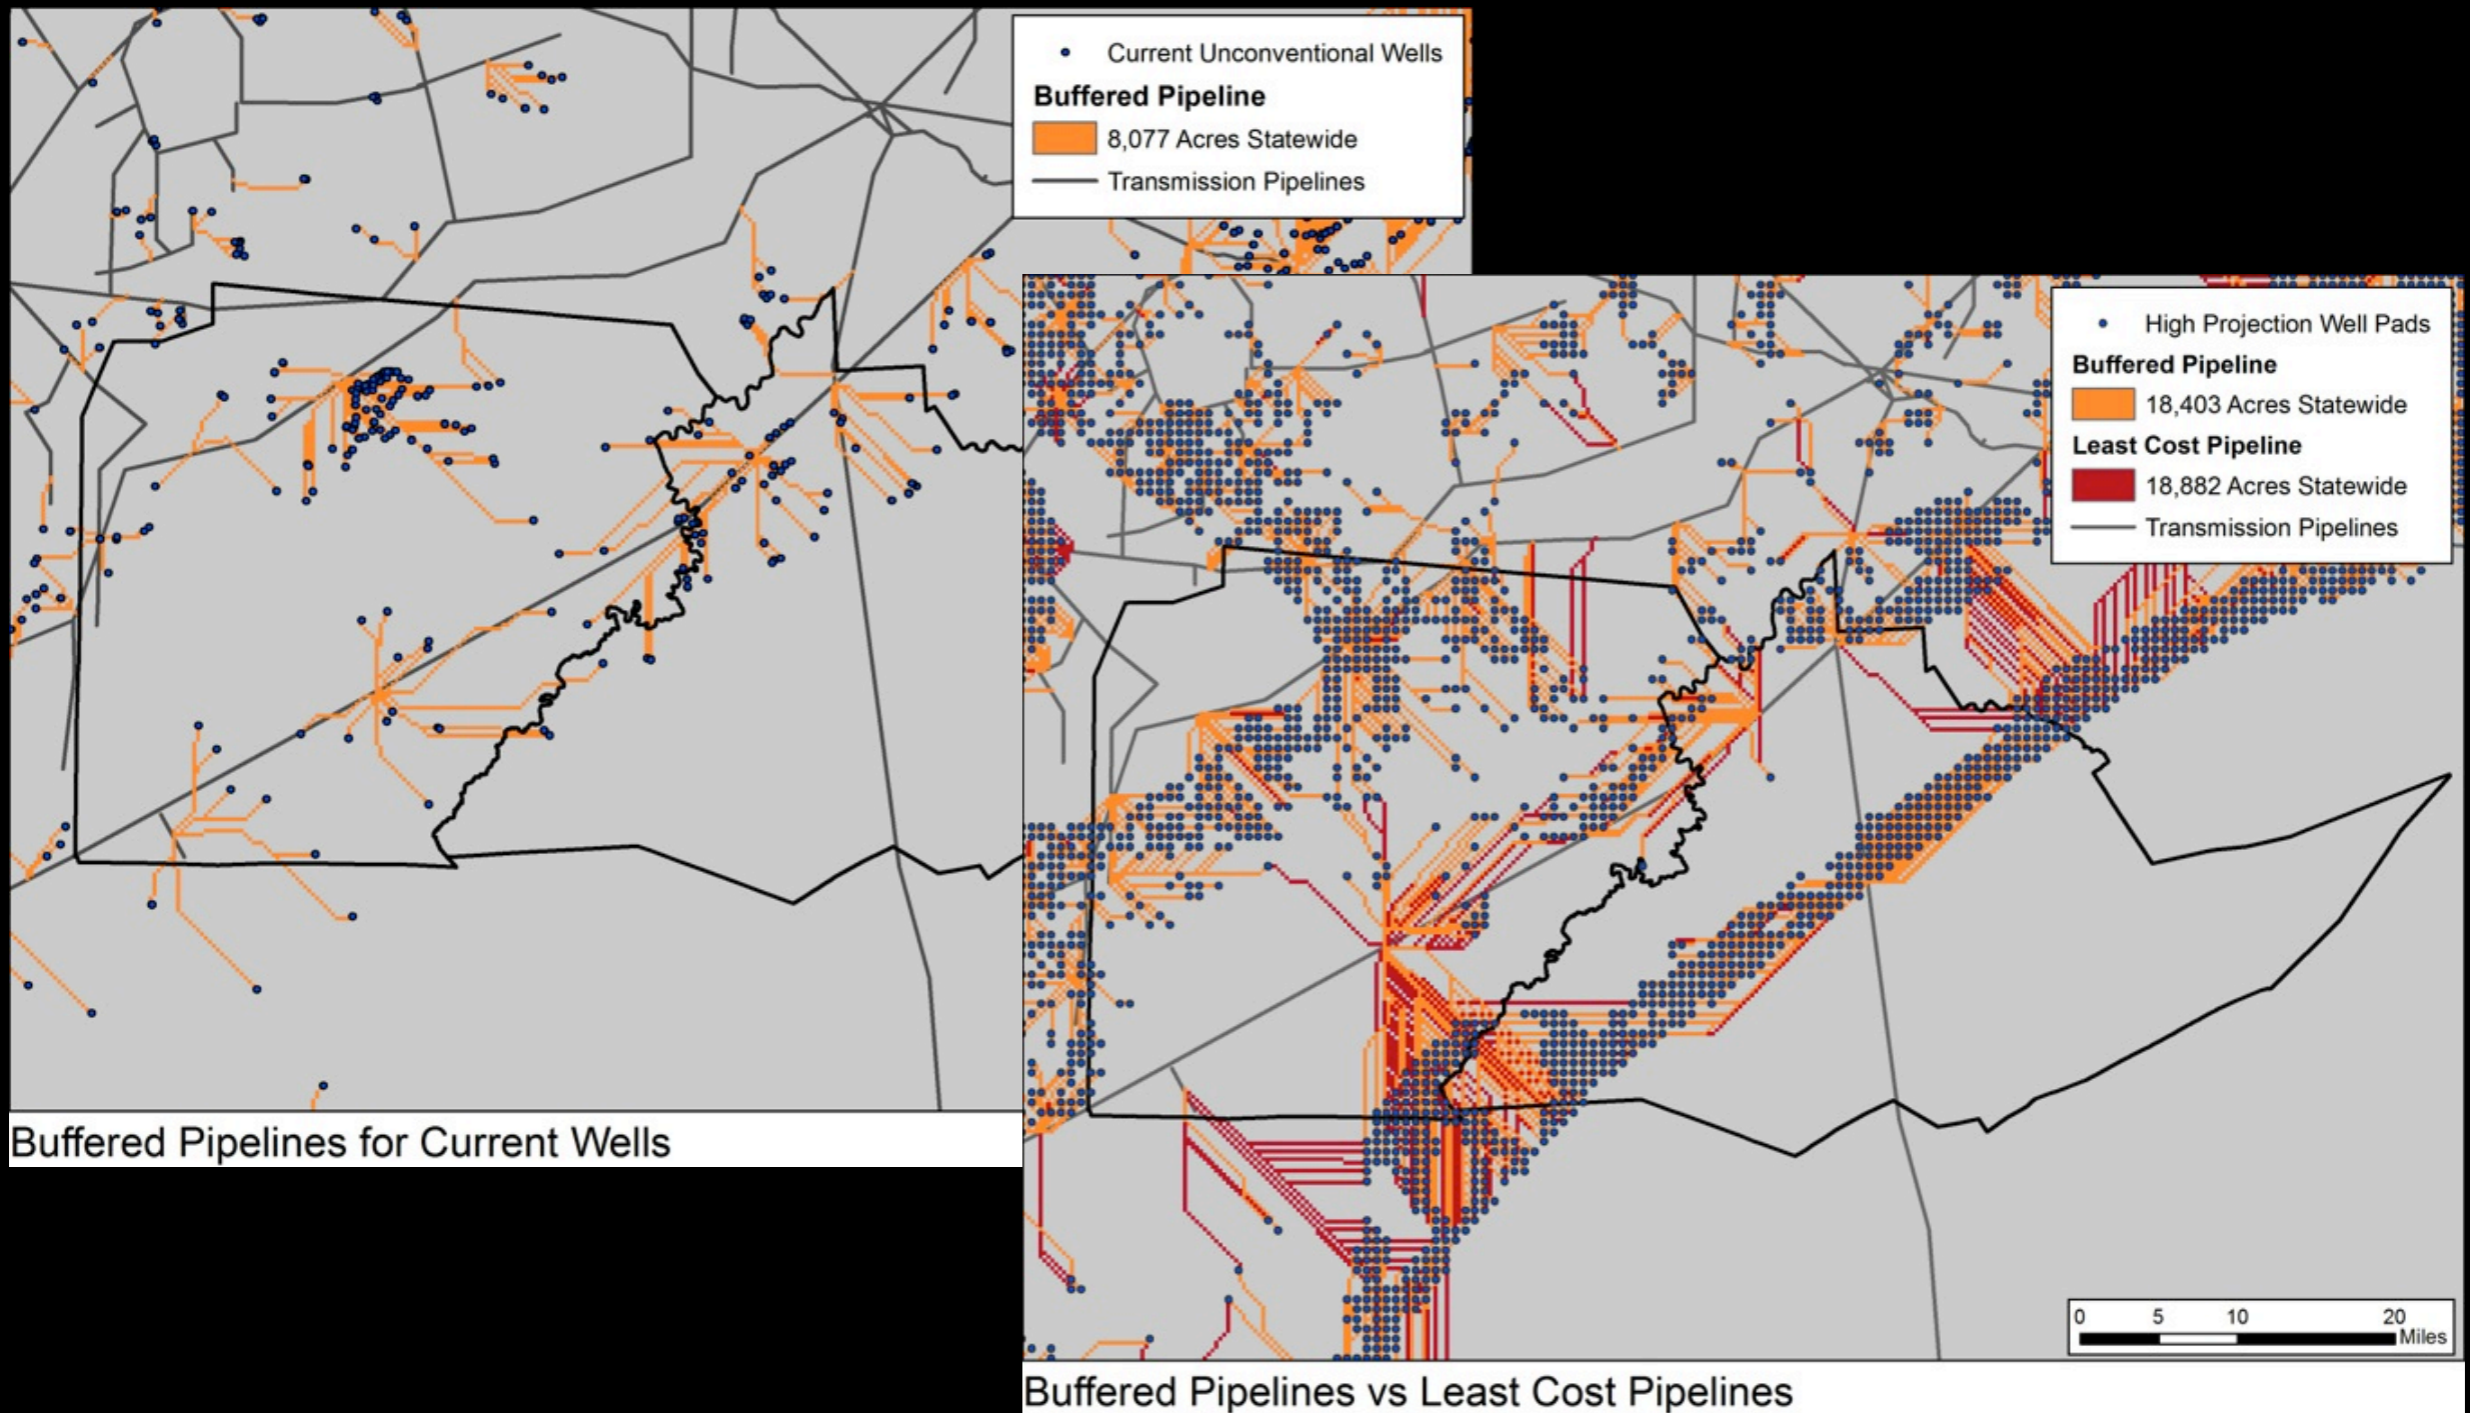 Current Unconventional Wells
Buffered Pipeline
8,077 Acres Statewide
Transmission Pipelines
Buffered Pipelines for Current Wells
High Projection Well Pads
Buffered Pipeline
18,403 Acres Statewide
Least Cost Pipeline
18,882 Acres Statewide
Transmission Pipelines
0 5 10 20
Miles
Buffered Pipelines vs Least Cost Pipelines